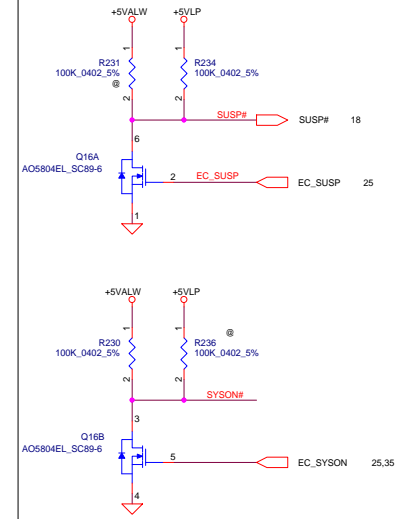 +5VALW +5VLP
1 1
R231 R234
100K_0402_5% 100K_0402_5%
@
2 2
SUSP# SUSP# 18
6
Q16A
AO5804EL_SC89-6
2 EC_SUSP EC_SUSP 25
1
+5VALW +5VLP
@
1 1
R230 R236
100K_0402_5% 100K_0402_5%
2 2
SYSON#
3
Q16B
AO5804EL_SC89-6
5 EC_SYSON 25,35
4